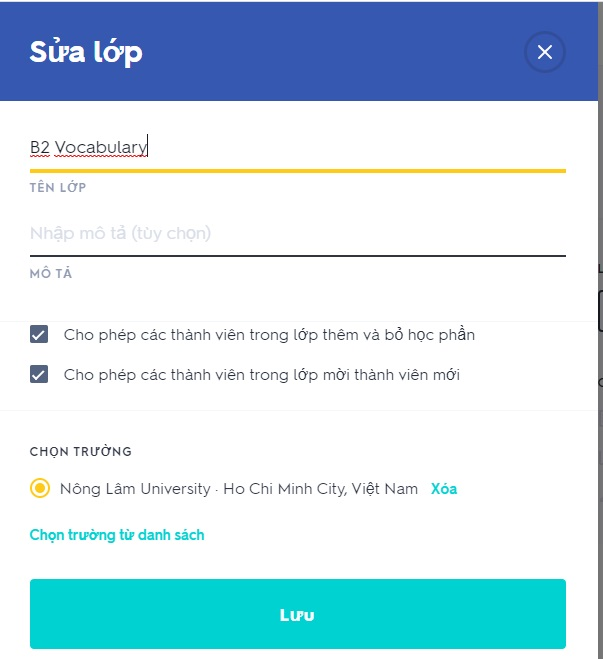 Sửa lớp
B2 Vocabulary
TÊN LỚP
Nhập mô tả (tùy chọn)
MÔ TẢ
Cho phép các thành viên trong lớp thêm và bỏ học phần
Cho phép các thành viên trong lớp mời thành viên mới
CHỌN TRƯỜNG
Nông Lâm University · Ho Chi Minh City, Việt Nam Xóa
Chọn trường từ danh sách
Lưu